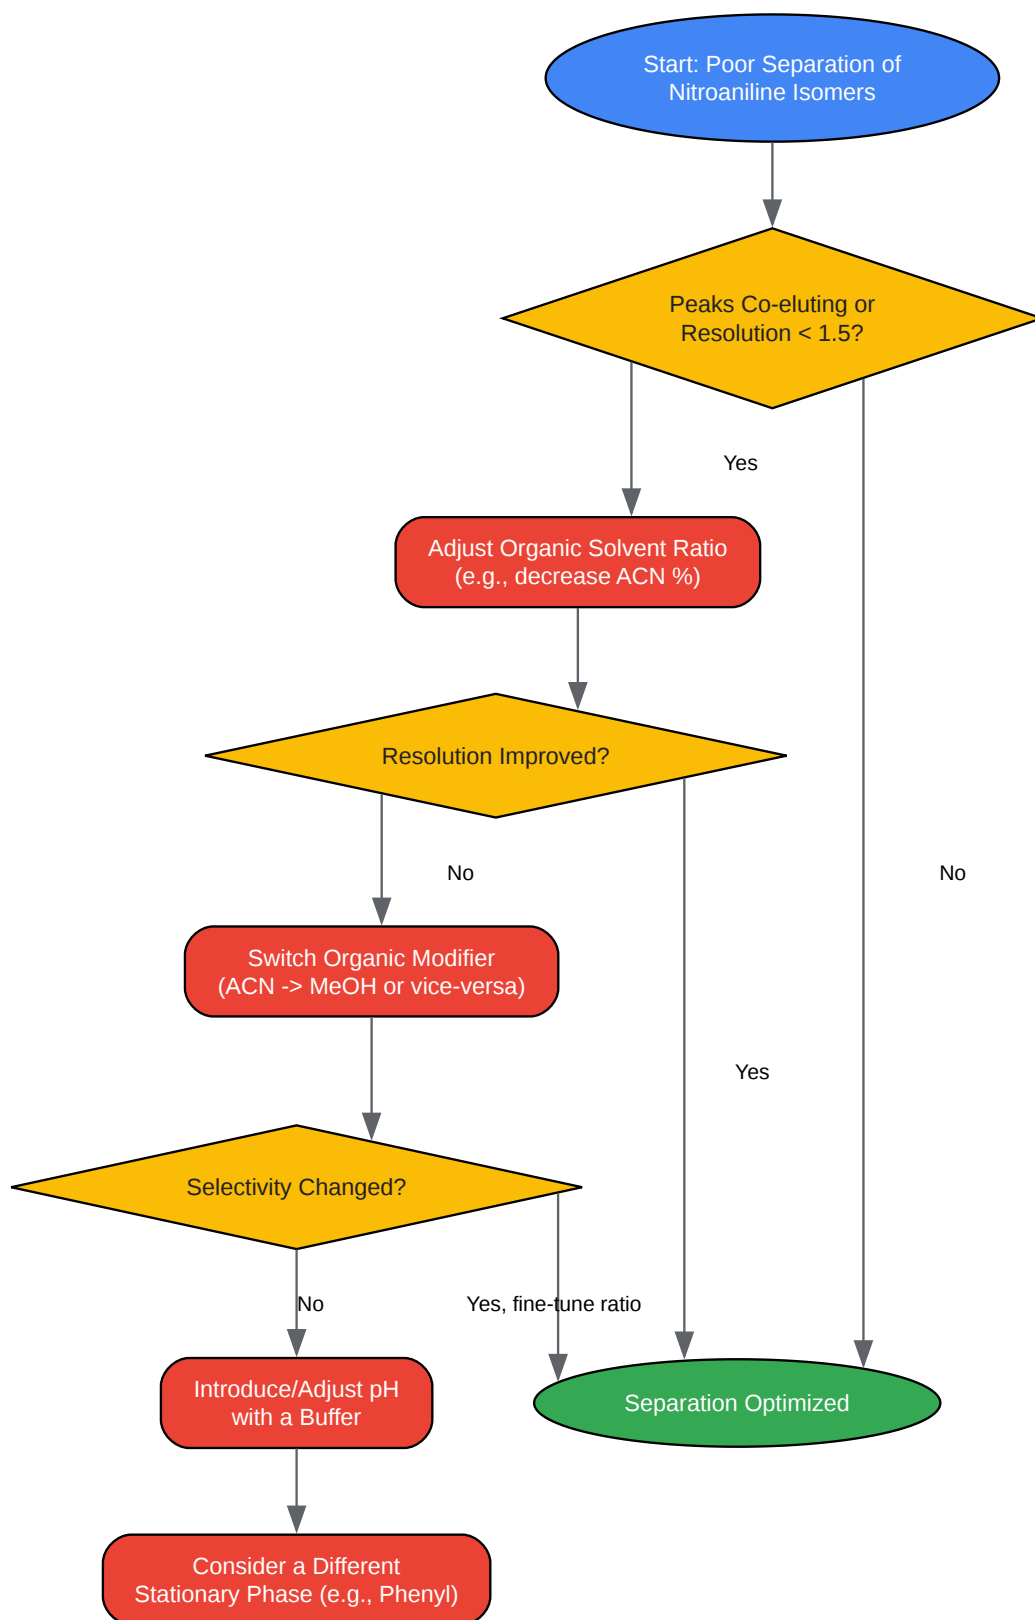 Start: Poor Separation of
Nitroaniline Isomers
Peaks Co-eluting or
Resolution < 1.5?
Yes
Adjust Organic Solvent Ratio
(e.g., decrease ACN %)
Resolution Improved?
No
No
Switch Organic Modifier
(ACN -> MeOH or vice-versa)
Yes
Selectivity Changed?
No
Yes, fine-tune ratio
Introduce/Adjust pH
with a Buffer
Separation Optimized
Consider a Different
Stationary Phase (e.g., Phenyl)